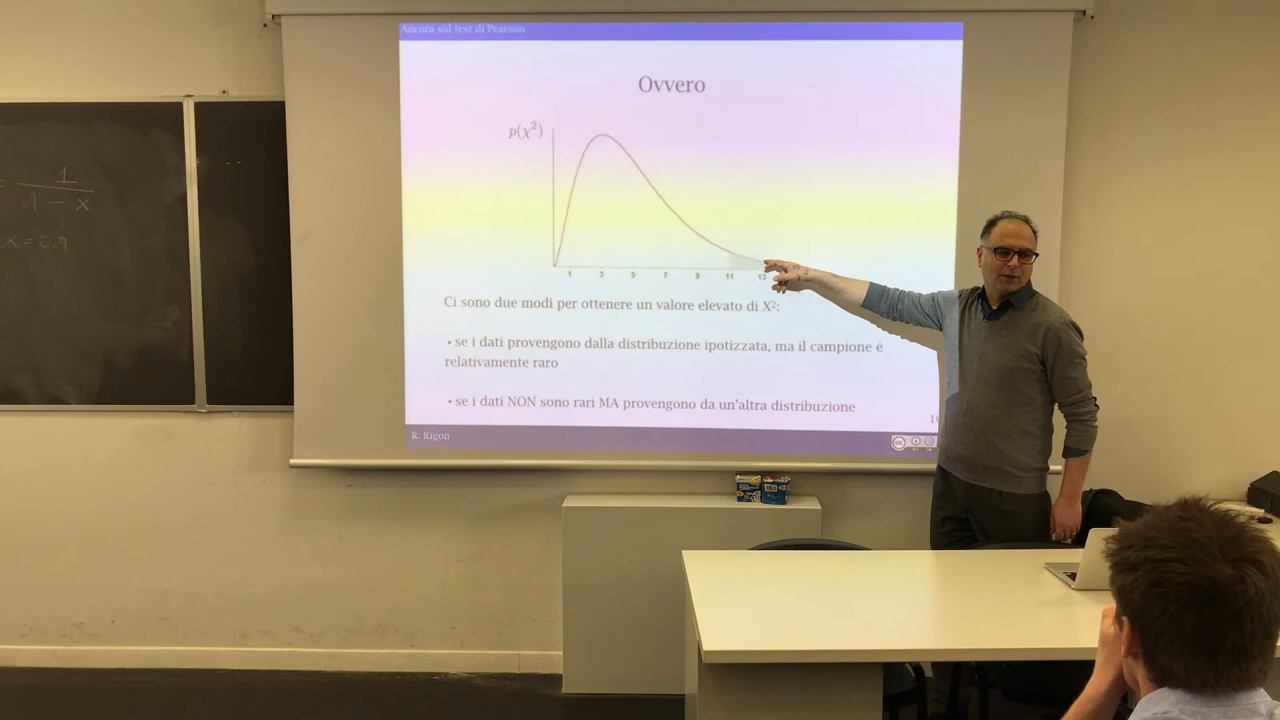 Ancora sul test di Pearson
Ovvero
p(χ²)
1 3 5 7 9 11 13
Ci sono due modi per ottenere un valore elevato di X²:
• se i dati provengono dalla distribuzione ipotizzata, ma il campione è
relativamente raro
• se i dati NON sono rari MA provengono da un'altra distribuzione
R. Rigon
cc
= 1
1 - x
x = 0.9